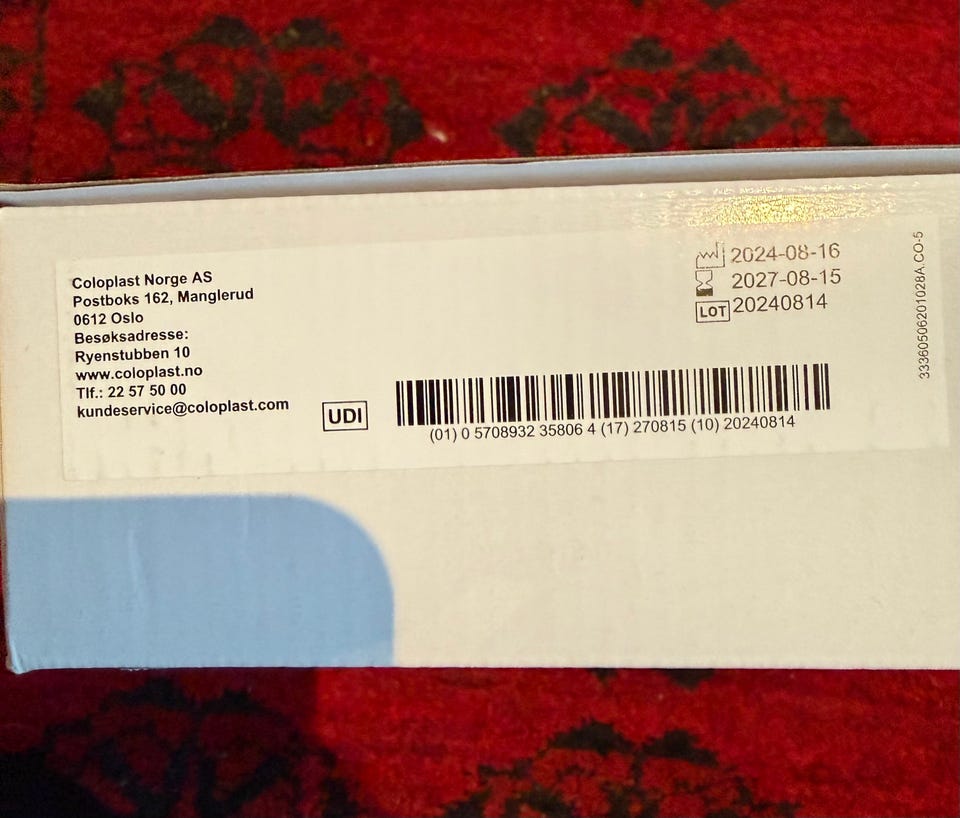 Coloplast Norge AS
Postboks 162, Manglerud
0612 Oslo
Besøksadresse:
Ryenstubben 10
www.coloplast.no
Tlf.: 22 57 50 00
kundeservice@coloplast.com
UDI
2024-08-16
2027-08-15
LOT 20240814
(01) 0 5708932 35806 4 (17) 270815 (10) 20240814
33360506201028A.CO-5